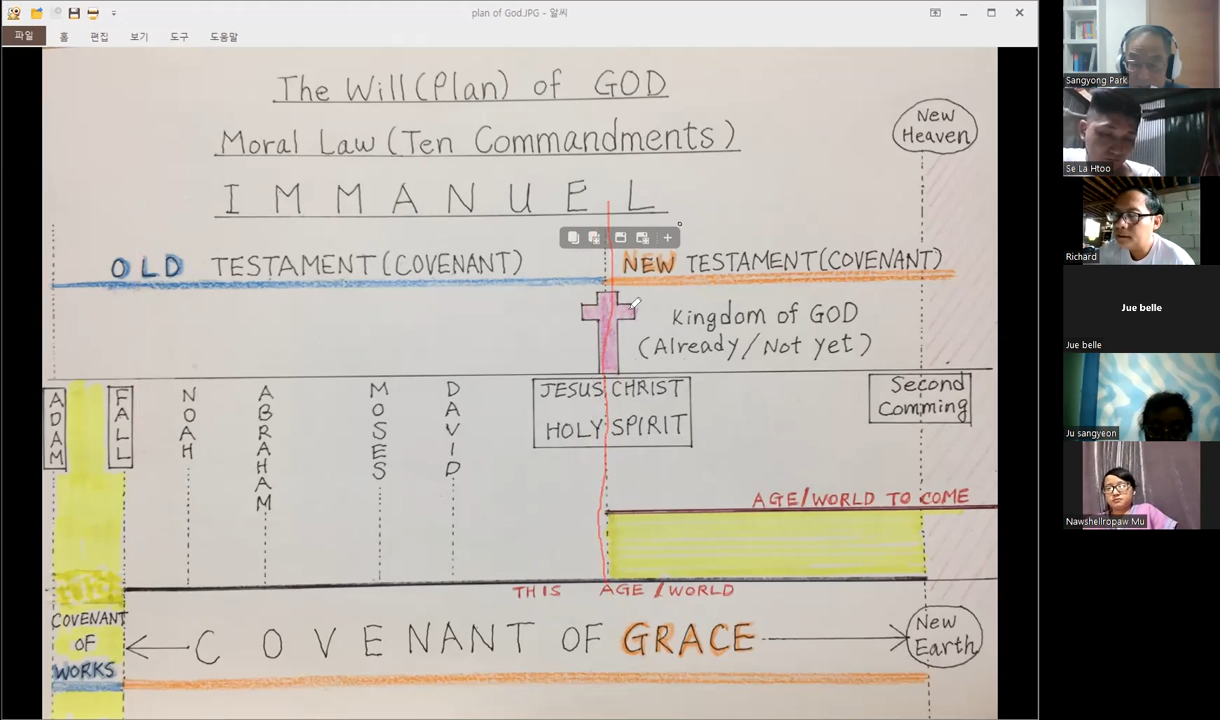 plan of God.JPG - 알씨
파일 홈 편집 보기 도구 도움말
The Will(Plan) of GOD
Moral Law (Ten Commandments)
IMMANUEL
New
Heaven
OLD TESTAMENT(COVENANT)
NEW TESTAMENT(COVENANT)
Kingdom of GOD
(Already/Not yet)
ADAM
FALL
NOAH
ABRAHAM
MOSES
DAVID
JESUS CHRIST
HOLY SPIRIT
Second
Comming
AGE/WORLD TO COME
THIS AGE/WORLD
COVENANT
OF
WORKS
COVENANT OF GRACE
New
Earth
Sangyong Park
Se La Htoo
Richard
Jue belle
Jue belle
Ju sangyeon
Nawshellropaw Mu